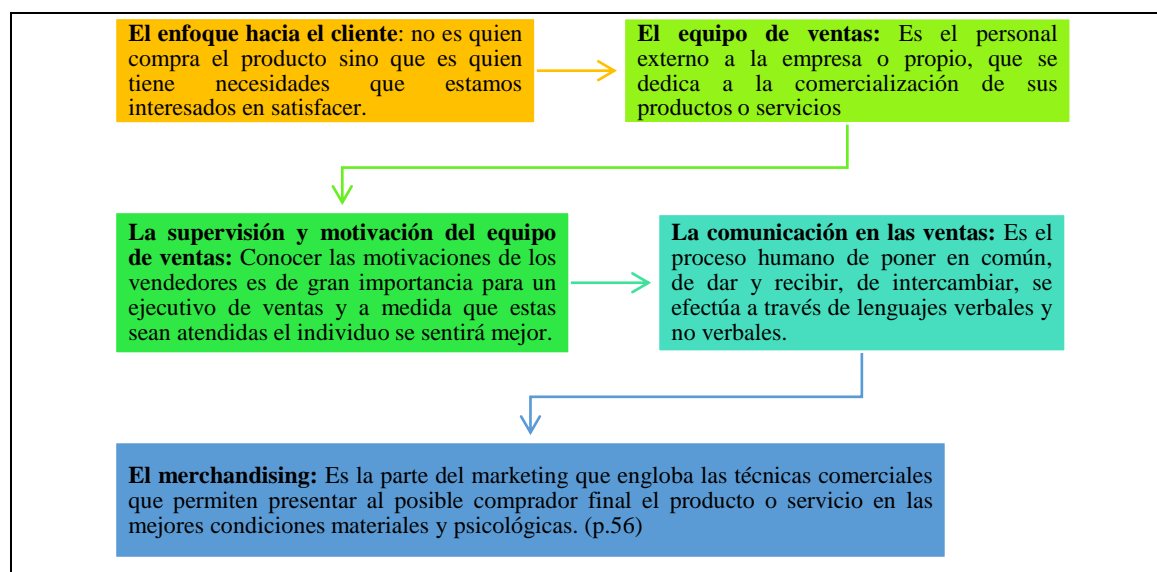 El enfoque hacia el cliente: no es quien
compra el producto sino que es quien
tiene necesidades que estamos
interesados en satisfacer.
El equipo de ventas: Es el personal
externo a la empresa o propio, que se
dedica a la comercialización de sus
productos o servicios
La supervisión y motivación del equipo
de ventas: Conocer las motivaciones de los
vendedores es de gran importancia para un
ejecutivo de ventas y a medida que estas
sean atendidas el individuo se sentirá mejor.
La comunicación en las ventas: Es el
proceso humano de poner en común,
de dar y recibir, de intercambiar, se
efectúa a través de lenguajes verbales y
no verbales.
El merchandising: Es la parte del marketing que engloba las técnicas comerciales
que permiten presentar al posible comprador final el producto o servicio en las
mejores condiciones materiales y psicológicas. (p.56)